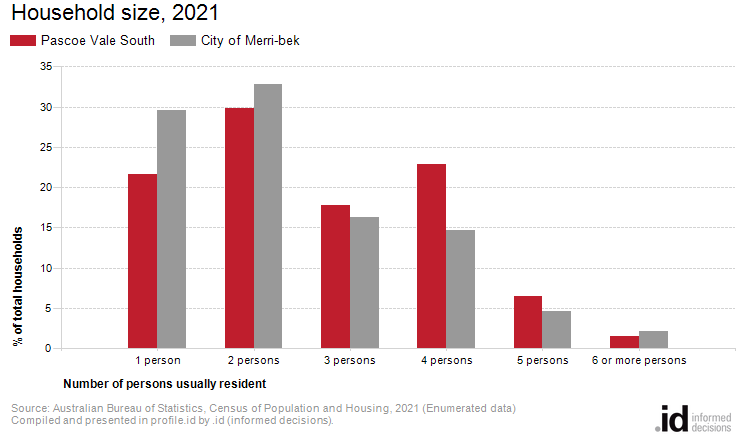 Household size, 2021
Pascoe Vale South City of Merri-bek
35
30
25
20
15
10
5
0
% of total households
1 person 2 persons 3 persons 4 persons 5 persons 6 or more persons
Number of persons usually resident
Source: Australian Bureau of Statistics, Census of Population and Housing, 2021 (Enumerated data)
Compiled and presented in profile.id by .id (informed decisions).
.id informed
decisions